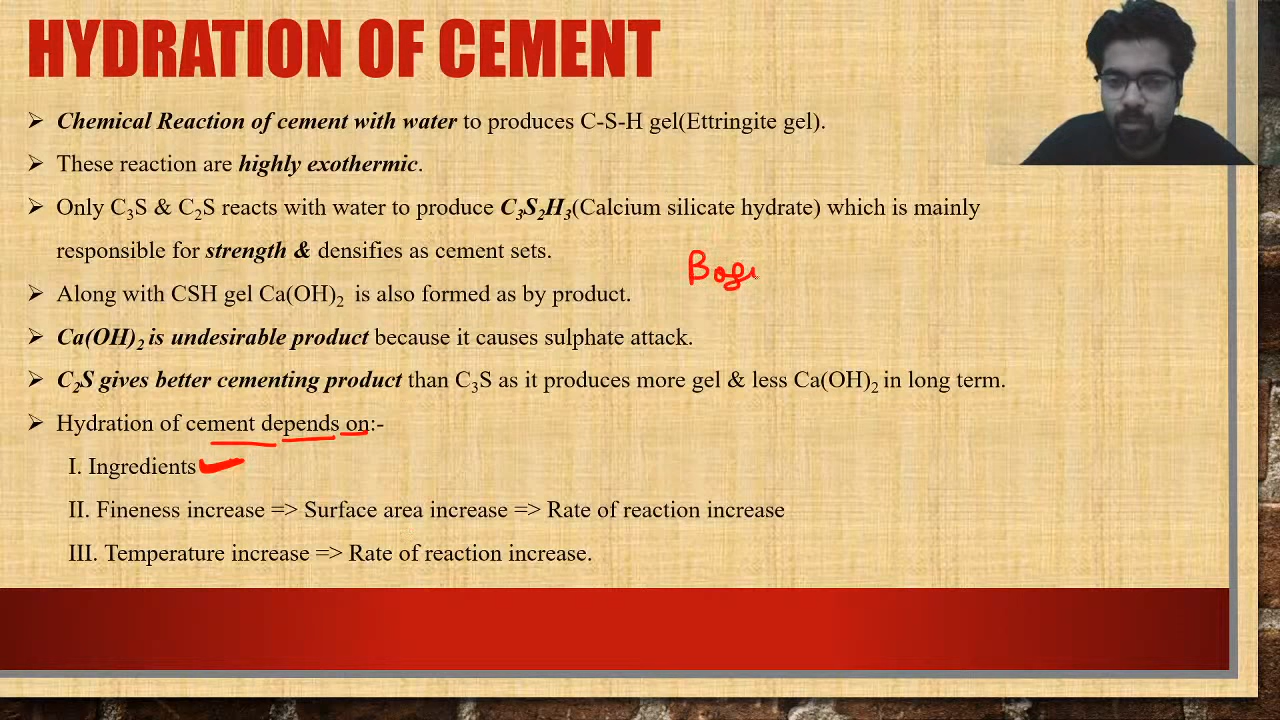 HYDRATION OF CEMENT
➢ Chemical Reaction of cement with water to produces C-S-H gel(Ettringite gel).
➢ These reaction are highly exothermic.
➢ Only C₃S & C₂S reacts with water to produce C₃S₂H₃(Calcium silicate hydrate) which is mainly
responsible for strength & densifies as cement sets.
➢ Along with CSH gel Ca(OH)₂ is also formed as by product.
➢ Ca(OH)₂ is undesirable product because it causes sulphate attack.
➢ C₂S gives better cementing product than C₃S as it produces more gel & less Ca(OH)₂ in long term.
➢ Hydration of cement depends on:-
I. Ingredients
II. Fineness increase => Surface area increase => Rate of reaction increase
III. Temperature increase => Rate of reaction increase.